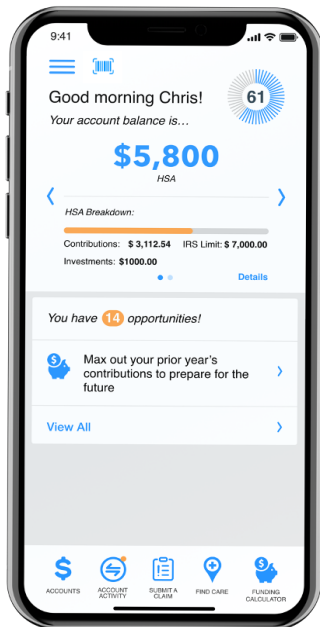 9:41
Good morning Chris!
61
Your account balance is...
$5,800
HSA
HSA Breakdown:
Contributions: $ 3,112.54 IRS Limit: $ 7,000.00
Investments: $1000.00
Details
You have 14 opportunities!
Max out your prior year's
contributions to prepare for the
future
View All
ACCOUNTS
ACCOUNT
ACTIVITY
SUBMIT A
CLAIM
FIND CARE
FUNDING
CALCULATOR